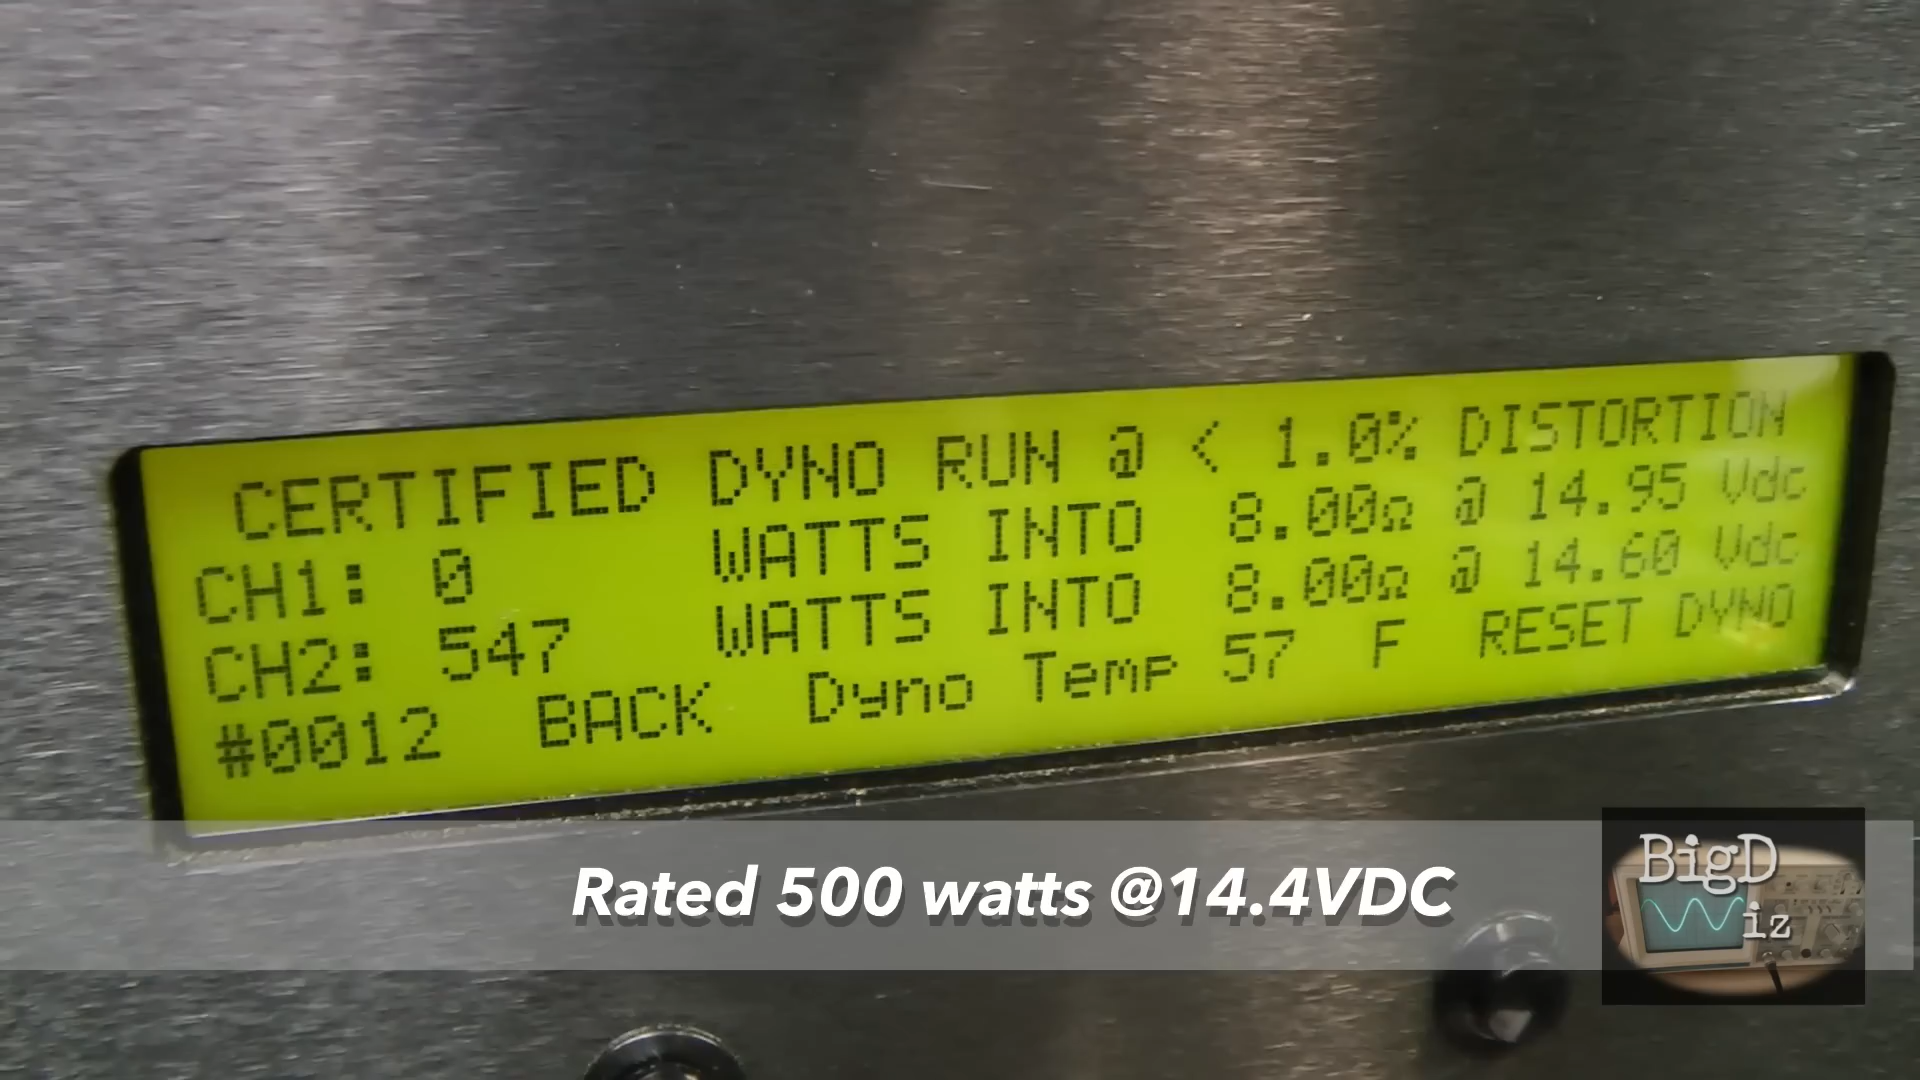 CERTIFIED DYNO RUN @ < 1.0% DISTORTION
CH1: 0 WATTS INTO 8.00Ω @ 14.95 Vdc
CH2: 547 WATTS INTO 8.00Ω @ 14.60 Vdc
#0012 BACK Dyno Temp 57 F RESET DYNO
Rated 500 watts @14.4VDC
BigD
Wiz